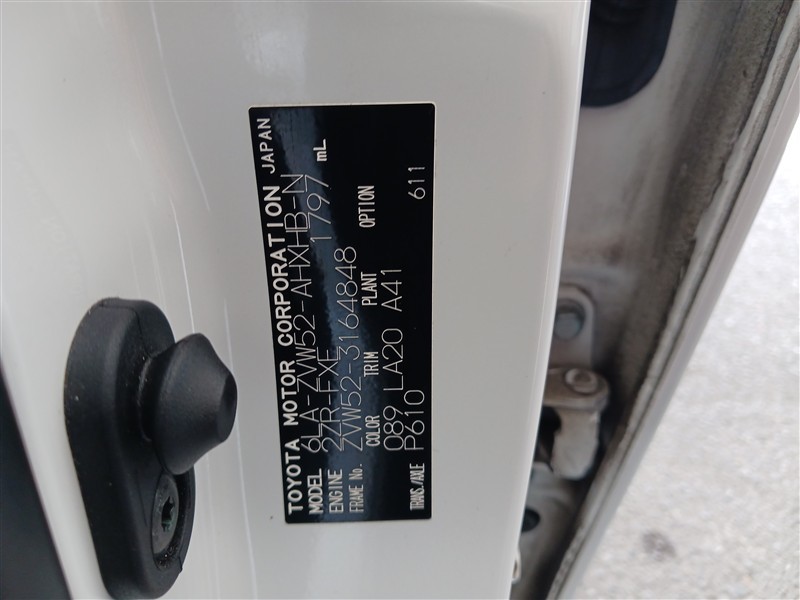 TOYOTA MOTOR CORPORATION JAPAN
MODEL 6LA-ZVW52-AHXHB-N
ENGINE 2ZR-FXE 1797 mL
FRAME No. ZVW52-3164848
COLOR TRIM PLANT OPTION
089 LA20 A41
TRANS./AXLE P610 611